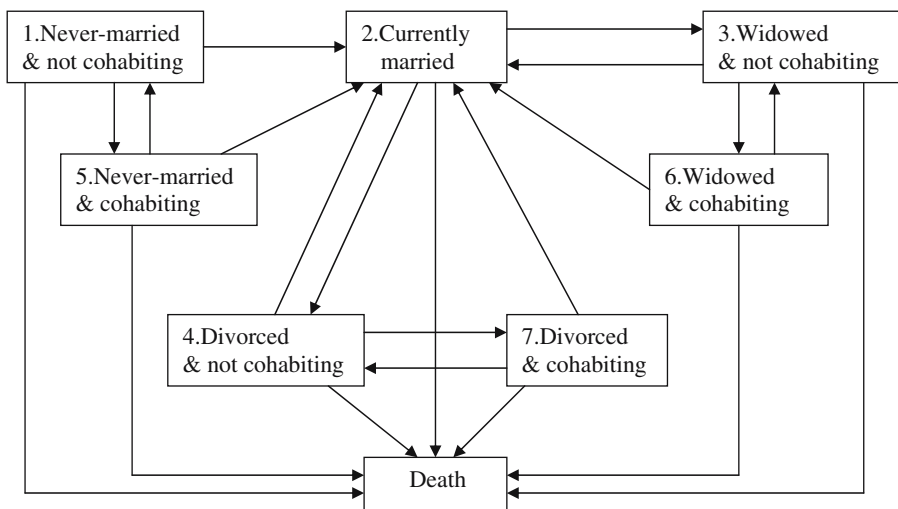 1.Never-married
& not cohabiting
2.Currently
married
3.Widowed
& not cohabiting
5.Never-married
& cohabiting
6.Widowed
& cohabiting
4.Divorced
& not cohabiting
7.Divorced
& cohabiting
Death